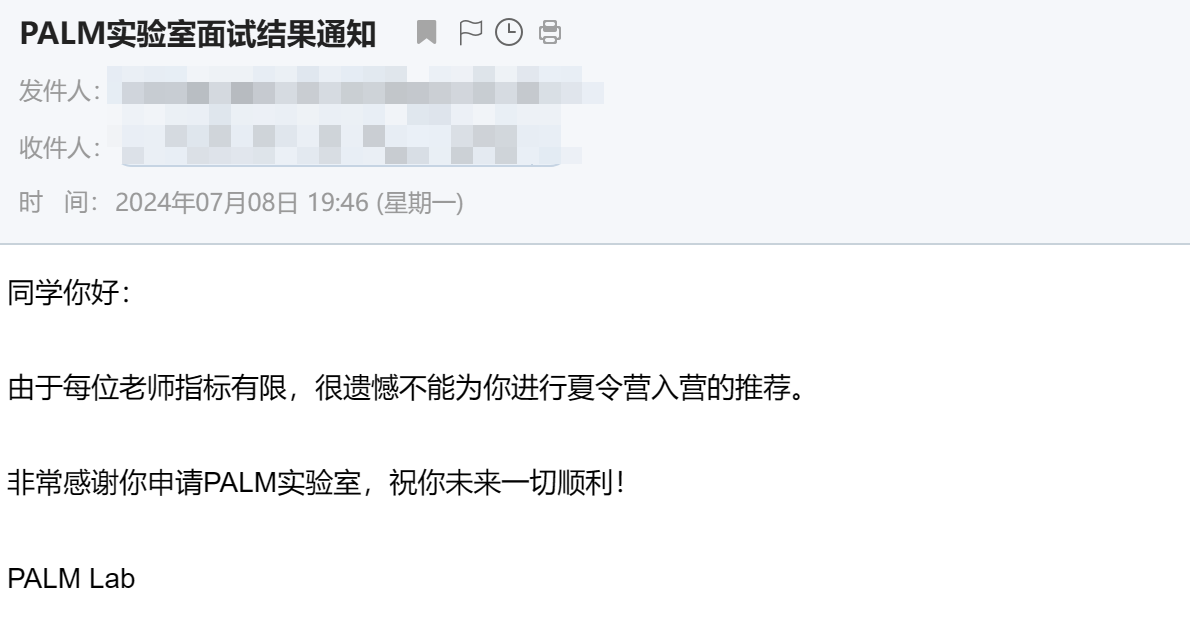 PALM实验室面试结果通知
发件人：
收件人：
时 间： 2024年07月08日 19:46 (星期一)
同学你好：
由于每位老师指标有限，很遗憾不能为你进行夏令营入营的推荐。
非常感谢你申请PALM实验室，祝你未来一切顺利！
PALM Lab